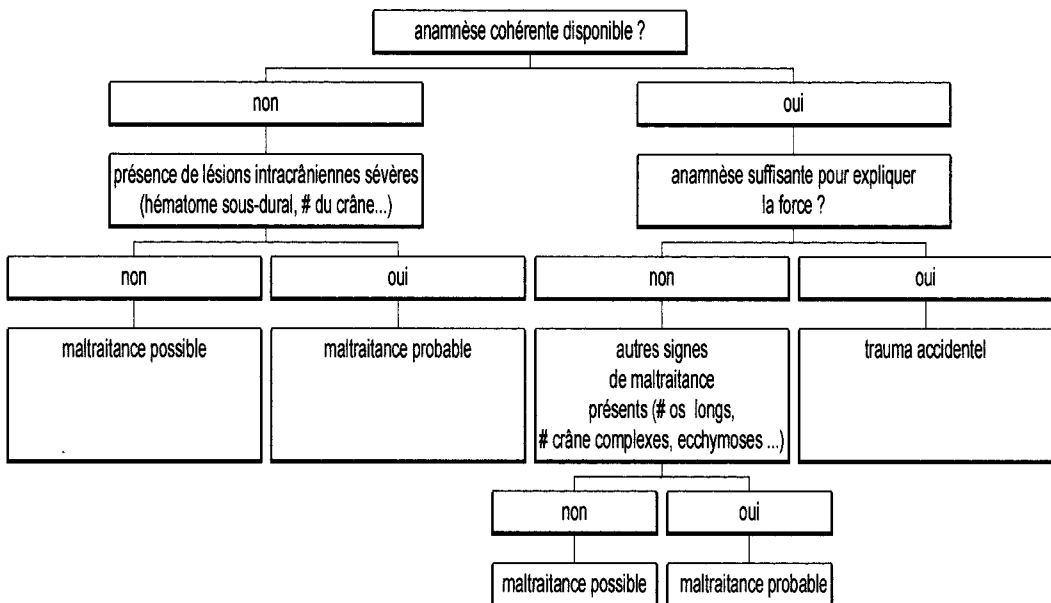 anamnèse cohérente disponible ?
non
oui
présence de lésions intracrâniennes sévères
(hématome sous-dural, # du crâne...)
anamnèse suffisante pour expliquer
la force ?
non
oui
non
oui
maltraitance possible
maltraitance probable
autres signes
de maltraitance
présents (# os longs,
# crâne complexes, ecchymoses ...)
trauma accidentel
non
oui
maltraitance possible
maltraitance probable